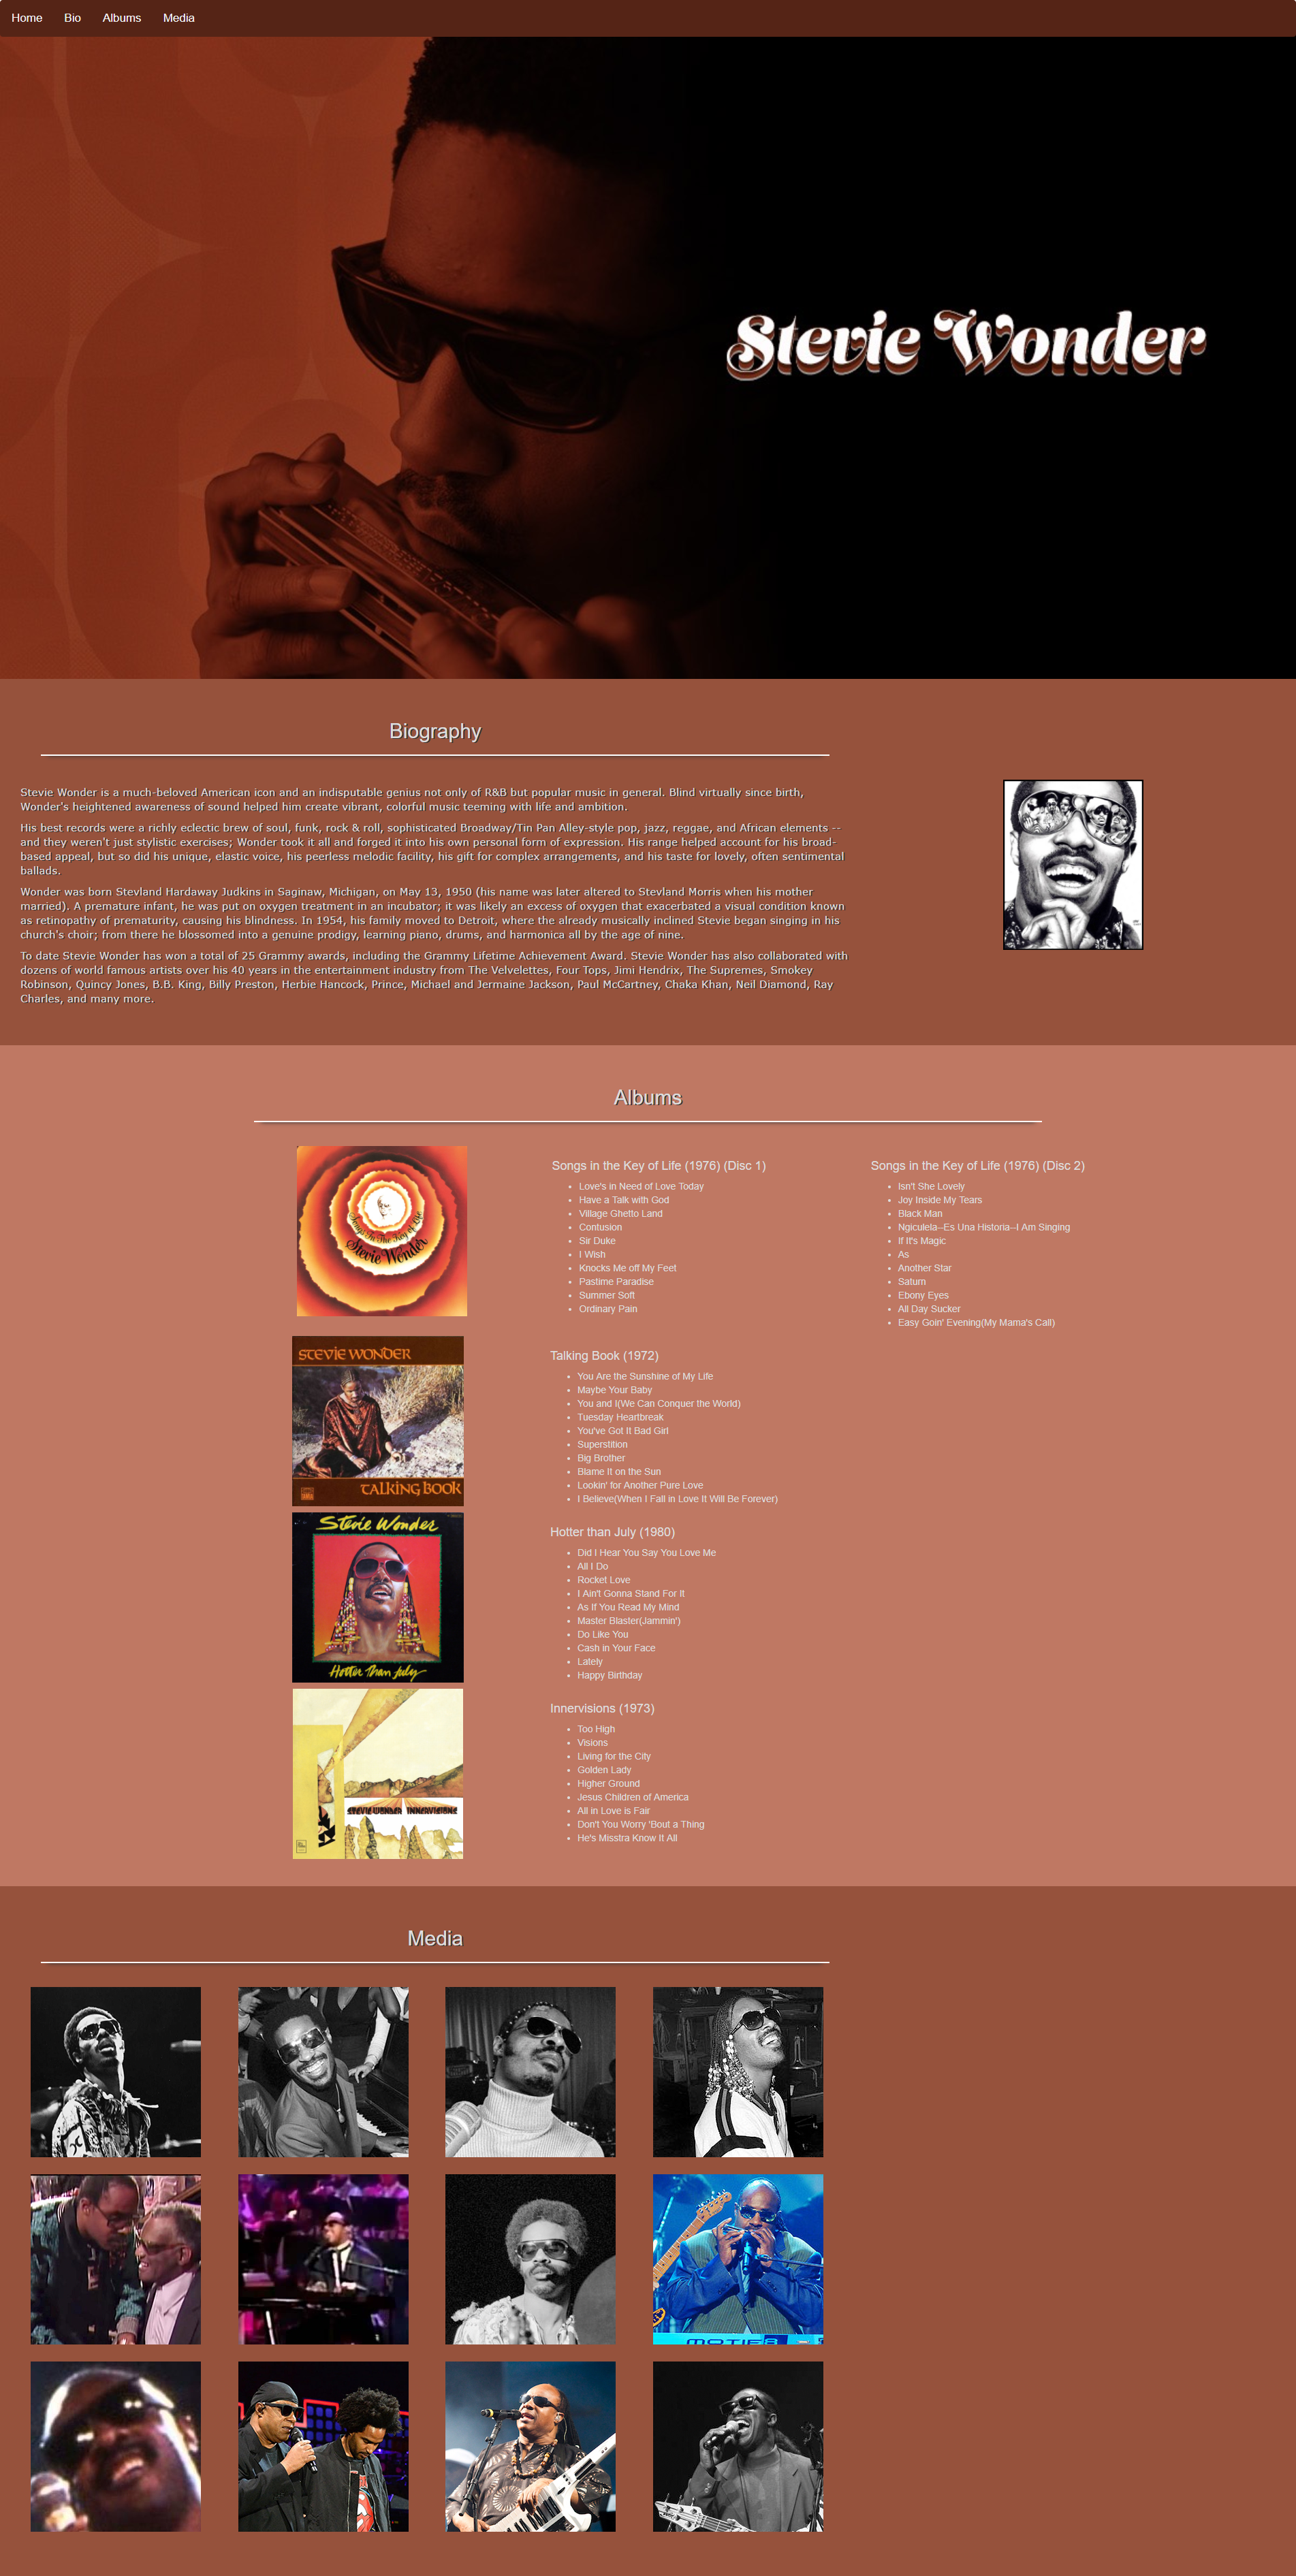 Home Bio Albums Media
Stevie Wonder
Biography
Stevie Wonder is a much-beloved American icon and an indisputable genius not only of R&B but popular music in general. Blind virtually since birth,
Wonder's heightened awareness of sound helped him create vibrant, colorful music teeming with life and ambition.
His best records were a richly eclectic brew of soul, funk, rock & roll, sophisticated Broadway/Tin Pan Alley-style pop, jazz, reggae, and African elements --
and they weren't just stylistic exercises; Wonder took it all and forged it into his own personal form of expression. His range helped account for his broad-
based appeal, but so did his unique, elastic voice, his peerless melodic facility, his gift for complex arrangements, and his taste for lovely, often sentimental
ballads.
Wonder was born Stevland Hardaway Judkins in Saginaw, Michigan, on May 13, 1950 (his name was later altered to Stevland Morris when his mother
married). A premature infant, he was put on oxygen treatment in an incubator; it was likely an excess of oxygen that exacerbated a visual condition known
as retinopathy of prematurity, causing his blindness. In 1954, his family moved to Detroit, where the already musically inclined Stevie began singing in his
church's choir; from there he blossomed into a genuine prodigy, learning piano, drums, and harmonica all by the age of nine.
To date Stevie Wonder has won a total of 25 Grammy awards, including the Grammy Lifetime Achievement Award. Stevie Wonder has also collaborated with
dozens of world famous artists over his 40 years in the entertainment industry from The Velvelettes, Four Tops, Jimi Hendrix, The Supremes, Smokey
Robinson, Quincy Jones, B.B. King, Billy Preston, Herbie Hancock, Prince, Michael and Jermaine Jackson, Paul McCartney, Chaka Khan, Neil Diamond, Ray
Charles, and many more.
Albums
Songs In The Key of Life
Stevie Wonder
Songs in the Key of Life (1976) (Disc 1)
Love's in Need of Love Today
Have a Talk with God
Village Ghetto Land
Contusion
Sir Duke
I Wish
Knocks Me off My Feet
Pastime Paradise
Summer Soft
Ordinary Pain
Songs in the Key of Life (1976) (Disc 2)
Isn't She Lovely
Joy Inside My Tears
Black Man
Ngiculela--Es Una Historia--I Am Singing
If It's Magic
As
Another Star
Saturn
Ebony Eyes
All Day Sucker
Easy Goin' Evening(My Mama's Call)
STEVIE WONDER
TALKING BOOK
Talking Book (1972)
You Are the Sunshine of My Life
Maybe Your Baby
You and I(We Can Conquer the World)
Tuesday Heartbreak
You've Got It Bad Girl
Superstition
Big Brother
Blame It on the Sun
Lookin' for Another Pure Love
I Believe(When I Fall in Love It Will Be Forever)
Stevie Wonder
Hotter Than July
Hotter than July (1980)
Did I Hear You Say You Love Me
All I Do
Rocket Love
I Ain't Gonna Stand For It
As If You Read My Mind
Master Blaster(Jammin')
Do Like You
Cash in Your Face
Lately
Happy Birthday
STEVIE WONDER INNERVISIONS
Innervisions (1973)
Too High
Visions
Living for the City
Golden Lady
Higher Ground
Jesus Children of America
All in Love is Fair
Don't You Worry 'Bout a Thing
He's Misstra Know It All
Media
MOTIF